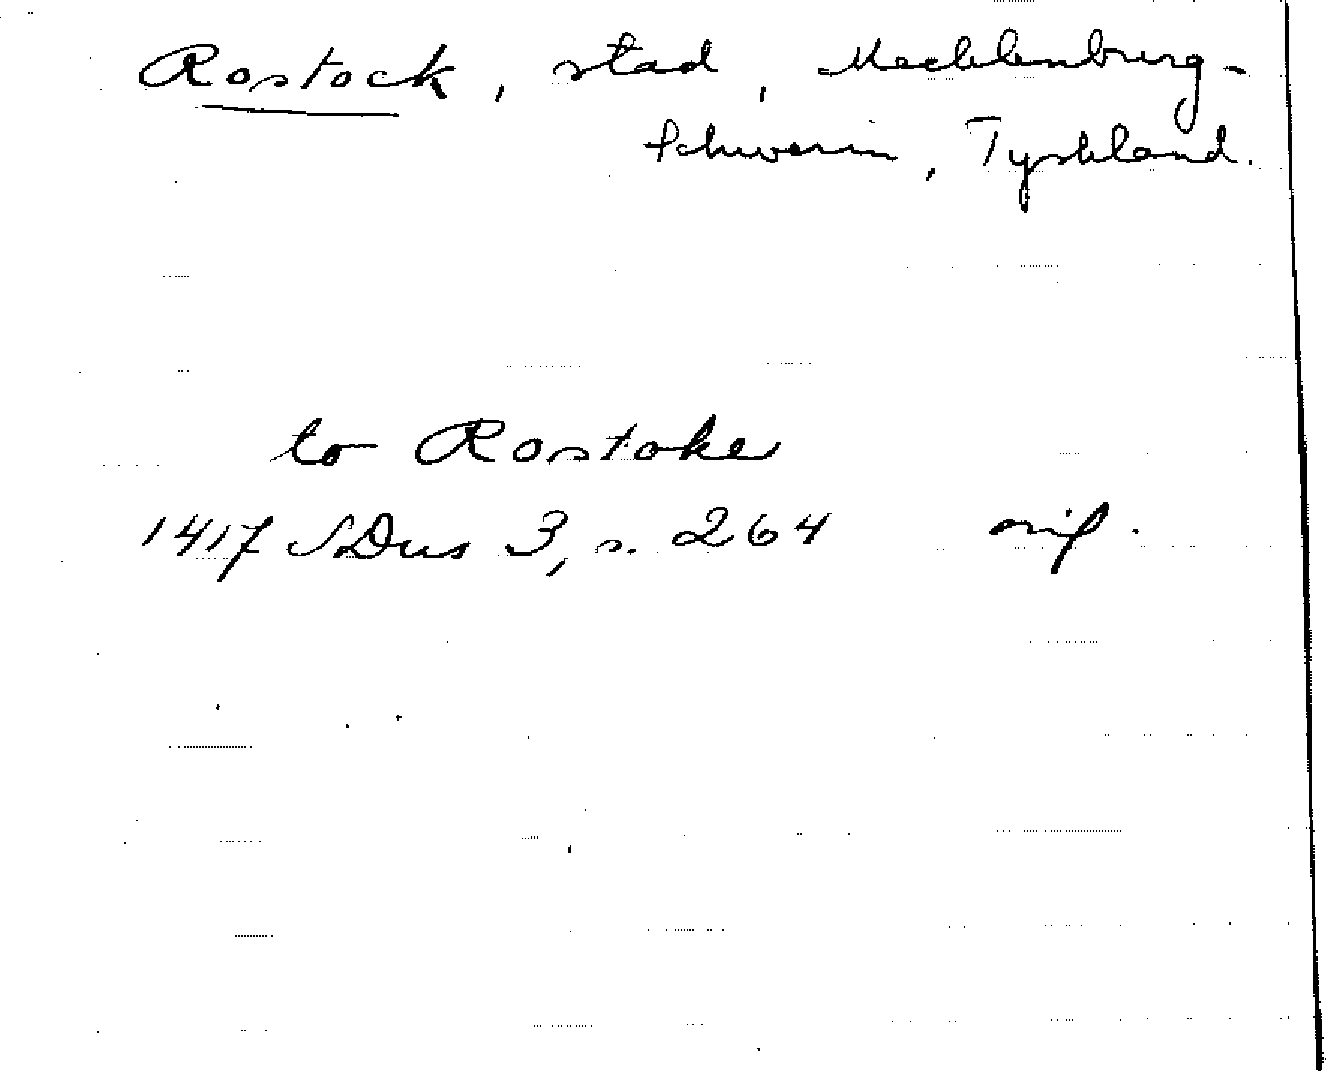 Rostock, stad, Mecklenburg-
Schwerin, Tyskland.
to Rostoke
1417 SDns 3, s. 264 orig.